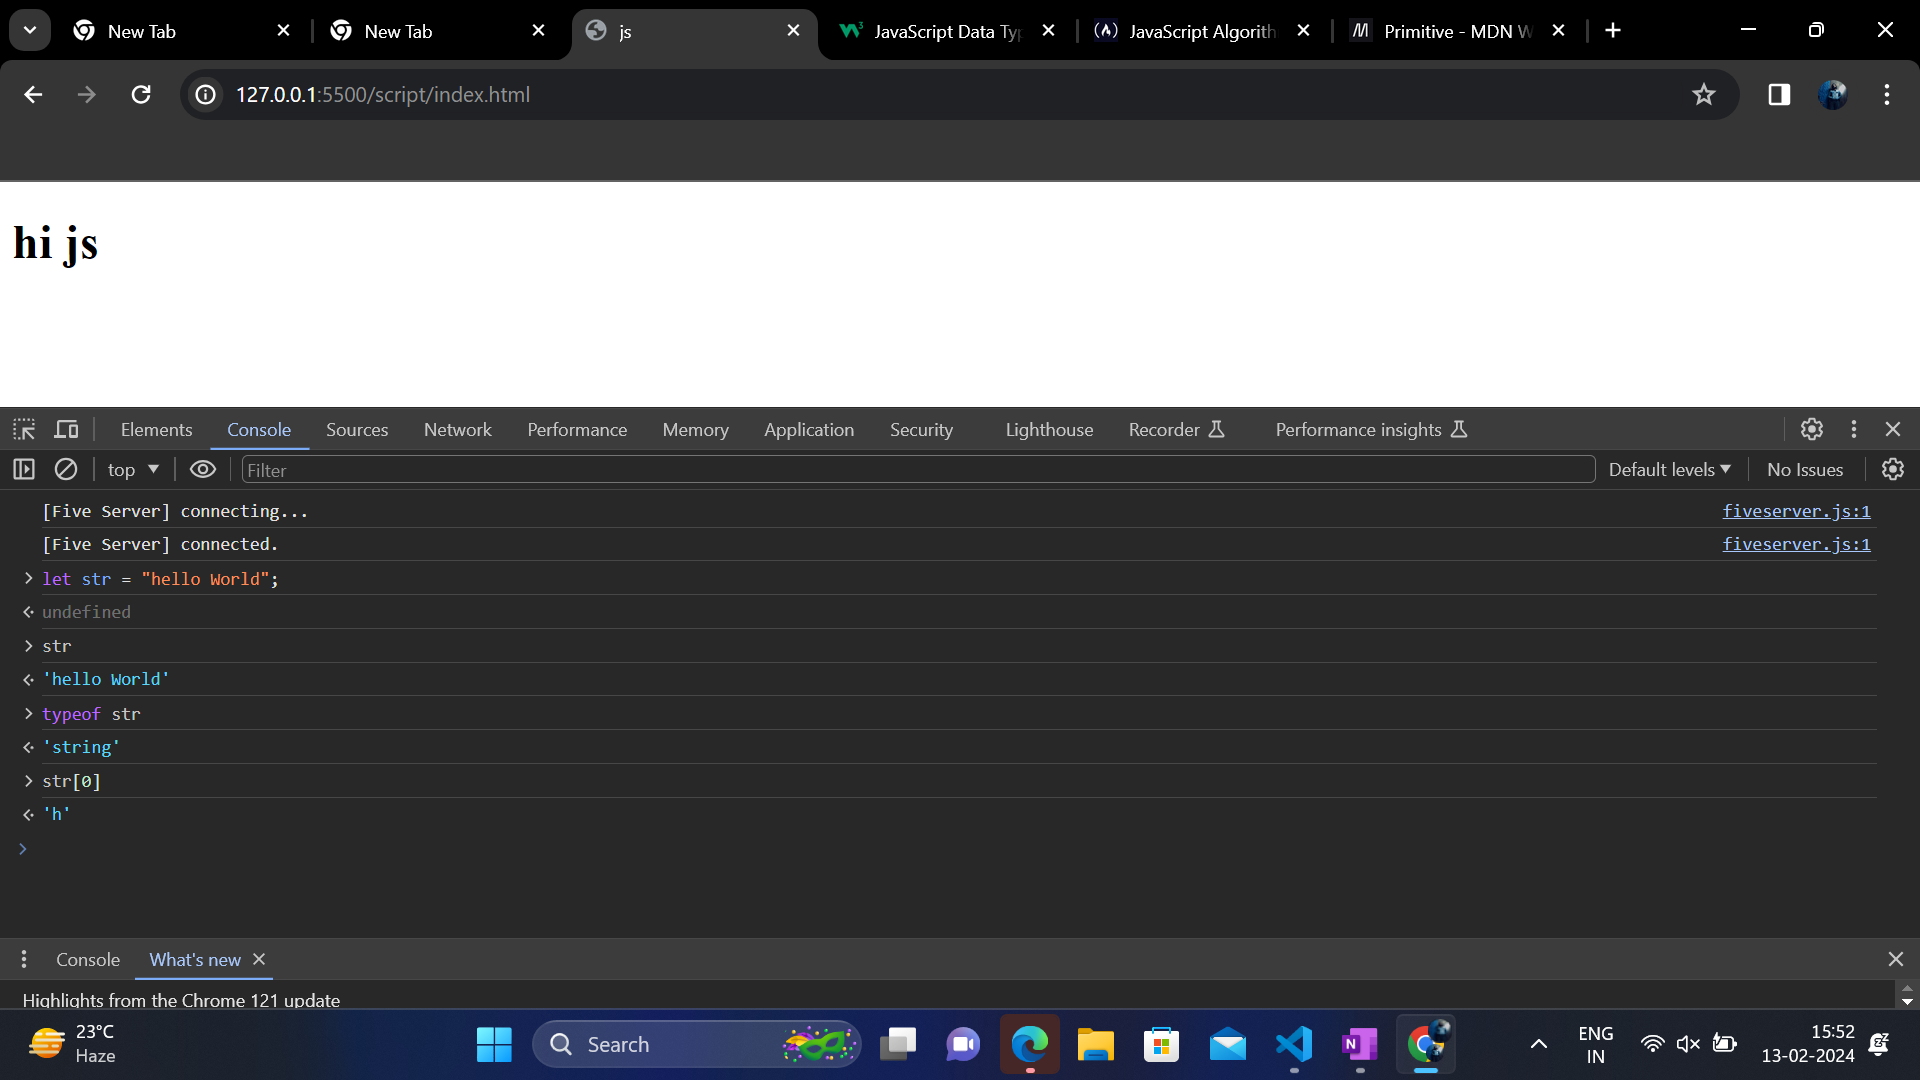 New Tab
New Tab
js
JavaScript Data Typ
JavaScript Algorith
Primitive - MDN W
127.0.0.1:5500/script/index.html
hi js
Elements Console Sources Network Performance Memory Application Security Lighthouse Recorder Performance insights
top Filter Default levels No Issues
[Five Server] connecting... fiveserver.js:1
[Five Server] connected. fiveserver.js:1
> let str = "hello World";
undefined
> str
'hello World'
> typeof str
'string'
> str[0]
'h'
>
Console What's new
Highlights from the Chrome 121 update
23°C
Haze
Search
ENG
IN
15:52
13-02-2024